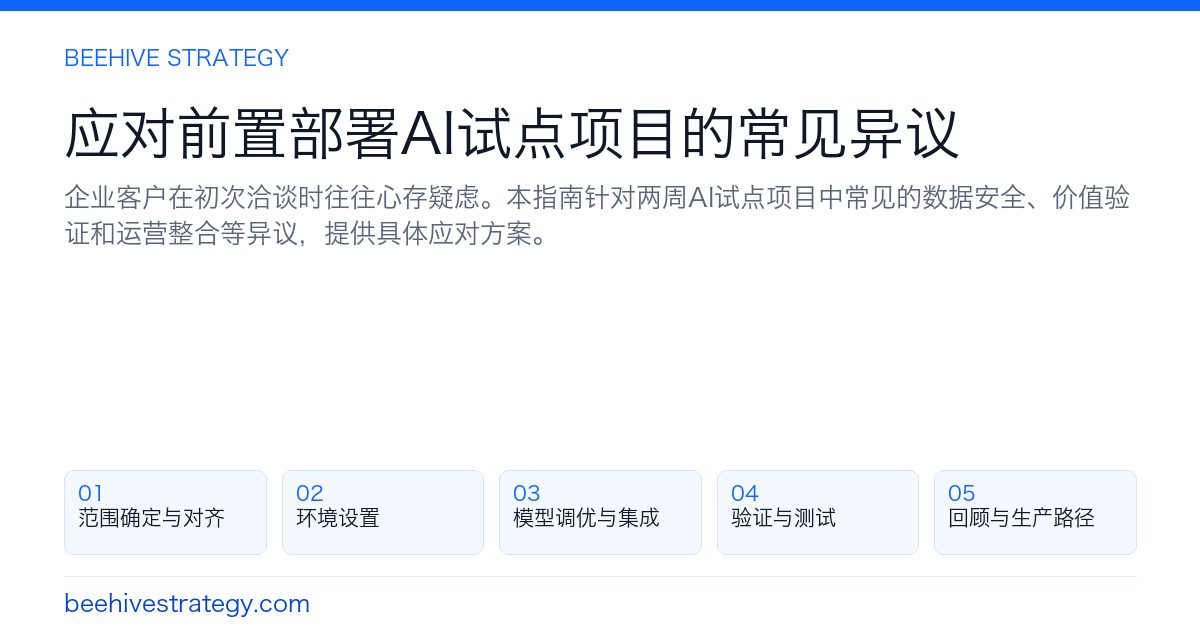 BEEHIVE STRATEGY
应对前置部署AI试点项目的常见异议
企业客户在初次洽谈时往往心存疑虑。本指南针对两周AI试点项目中常见的数据安全、价值验
证和运营整合等异议，提供具体应对方案。
01
范围确定与对齐
02
环境设置
03
模型调优与集成
04
验证与测试
05
回顾与生产路径
beehivestrategy.com